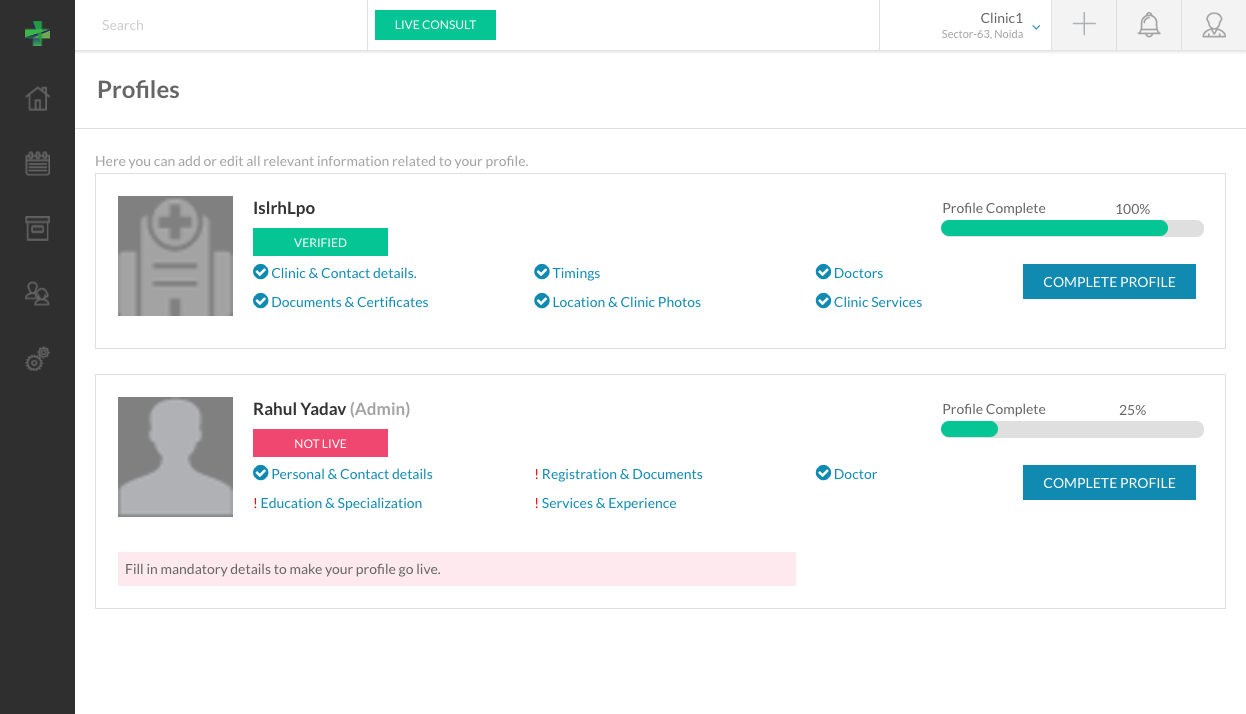 Search
LIVE CONSULT
Clinic1
Sector-63, Noida
Profiles
Here you can add or edit all relevant information related to your profile.
IslrhLpo
Profile Complete 100%
VERIFIED
Clinic & Contact details. Timings Doctors
COMPLETE PROFILE
Documents & Certificates Location & Clinic Photos Clinic Services
Rahul Yadav (Admin)
Profile Complete 25%
NOT LIVE
Personal & Contact details ! Registration & Documents Doctor
COMPLETE PROFILE
! Education & Specialization ! Services & Experience
Fill in mandatory details to make your profile go live.